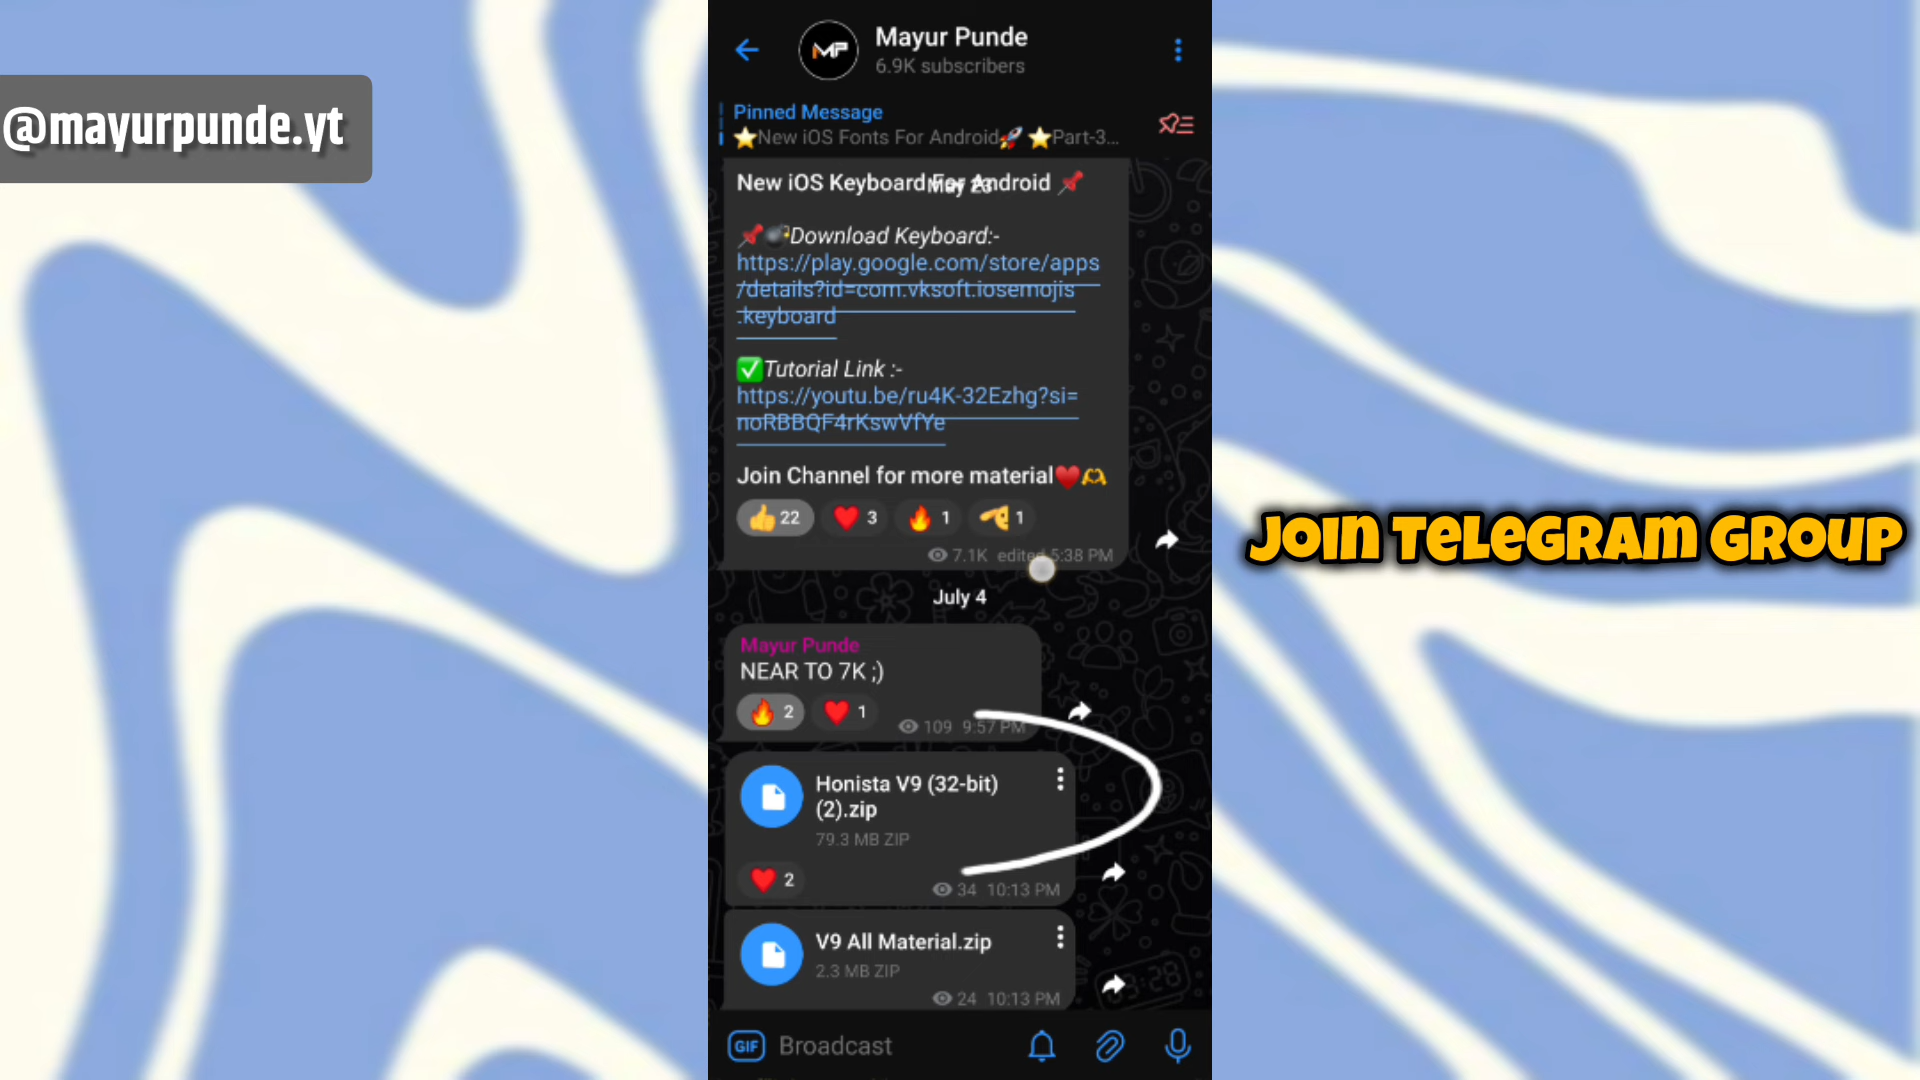 @mayurpunde.yt
MP
Mayur Punde
6.9K subscribers
Pinned Message
⭐New iOS Fonts For Android🚀 ⭐Part-3...
New iOS Keyboard For Android 📌
May 23
📌💣Download Keyboard:-
https://play.google.com/store/apps
/details?id=com.vksoft.iosemojis
.keyboard
✅Tutorial Link :-
https://youtu.be/ru4K-32Ezhg?si=
noRBBQF4rKswVfYe
Join Channel for more material♥️🫶
👍 22 ❤️ 3 🔥 1 🫳 1
7.1K edited 5:38 PM
July 4
Mayur Punde
NEAR TO 7K ;)
🔥 2 ❤️ 1
109 9:57 PM
Honista V9 (32-bit)
(2).zip
79.3 MB ZIP
❤️ 2
34 10:13 PM
V9 All Material.zip
2.3 MB ZIP
24 10:13 PM
GIF Broadcast
JOIN TELEGRAM GROUP